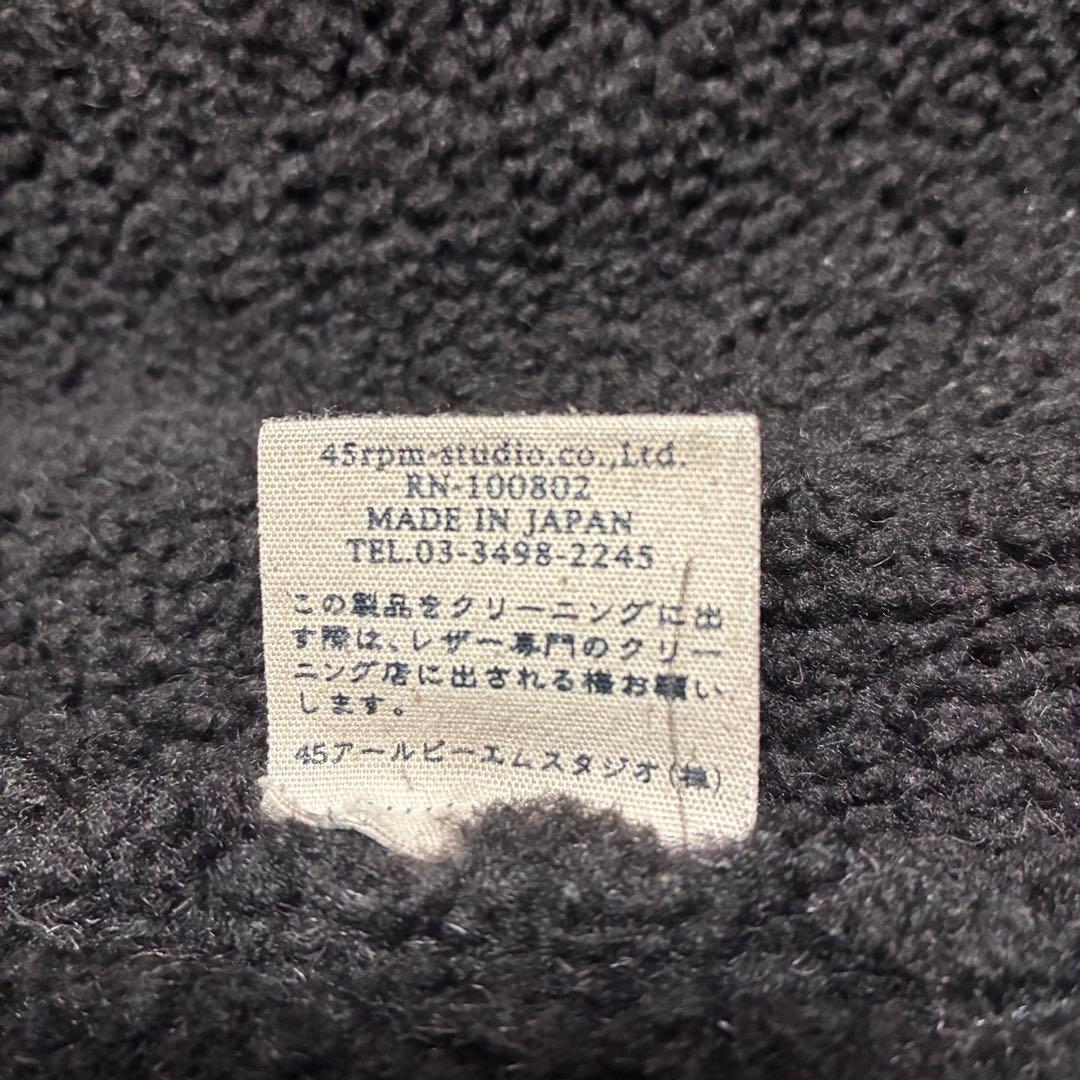 45rpm-studio.co.,Ltd.
RN-100802
MADE IN JAPAN
TEL.03-3498-2245
この製品をクリーニングに出
す際は、レザー専門のクリー
ニング店に出される様お願い
します。
45アールピーエムスタジオ(株)